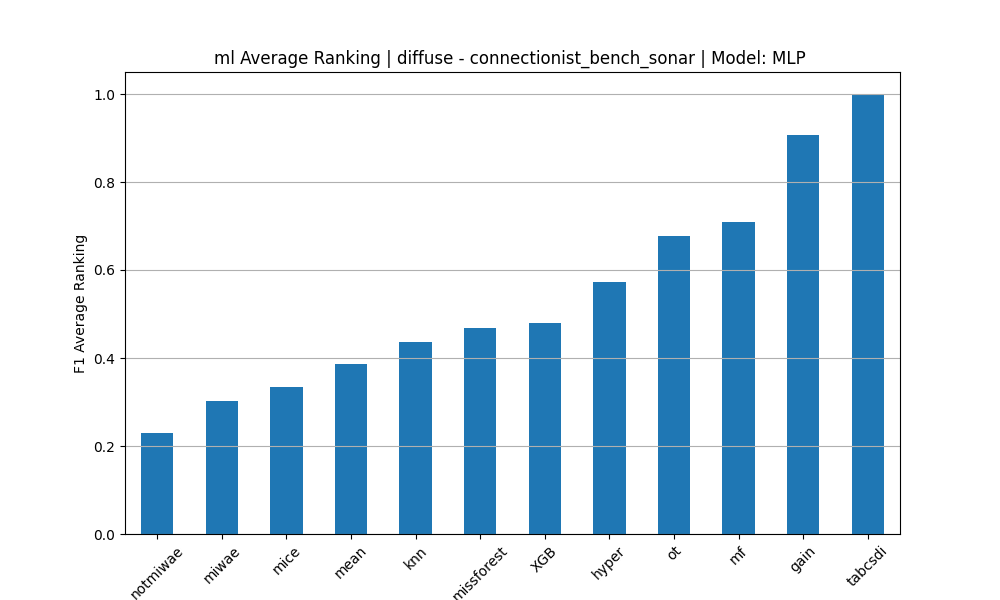 ml Average Ranking | diffuse - connectionist_bench_sonar | Model: MLP
F1 Average Ranking
1.0
0.8
0.6
0.4
0.2
0.0
notmiwae
miwae
mice
mean
knn
missforest
XGB
hyper
ot
mf
gain
tabcsdi